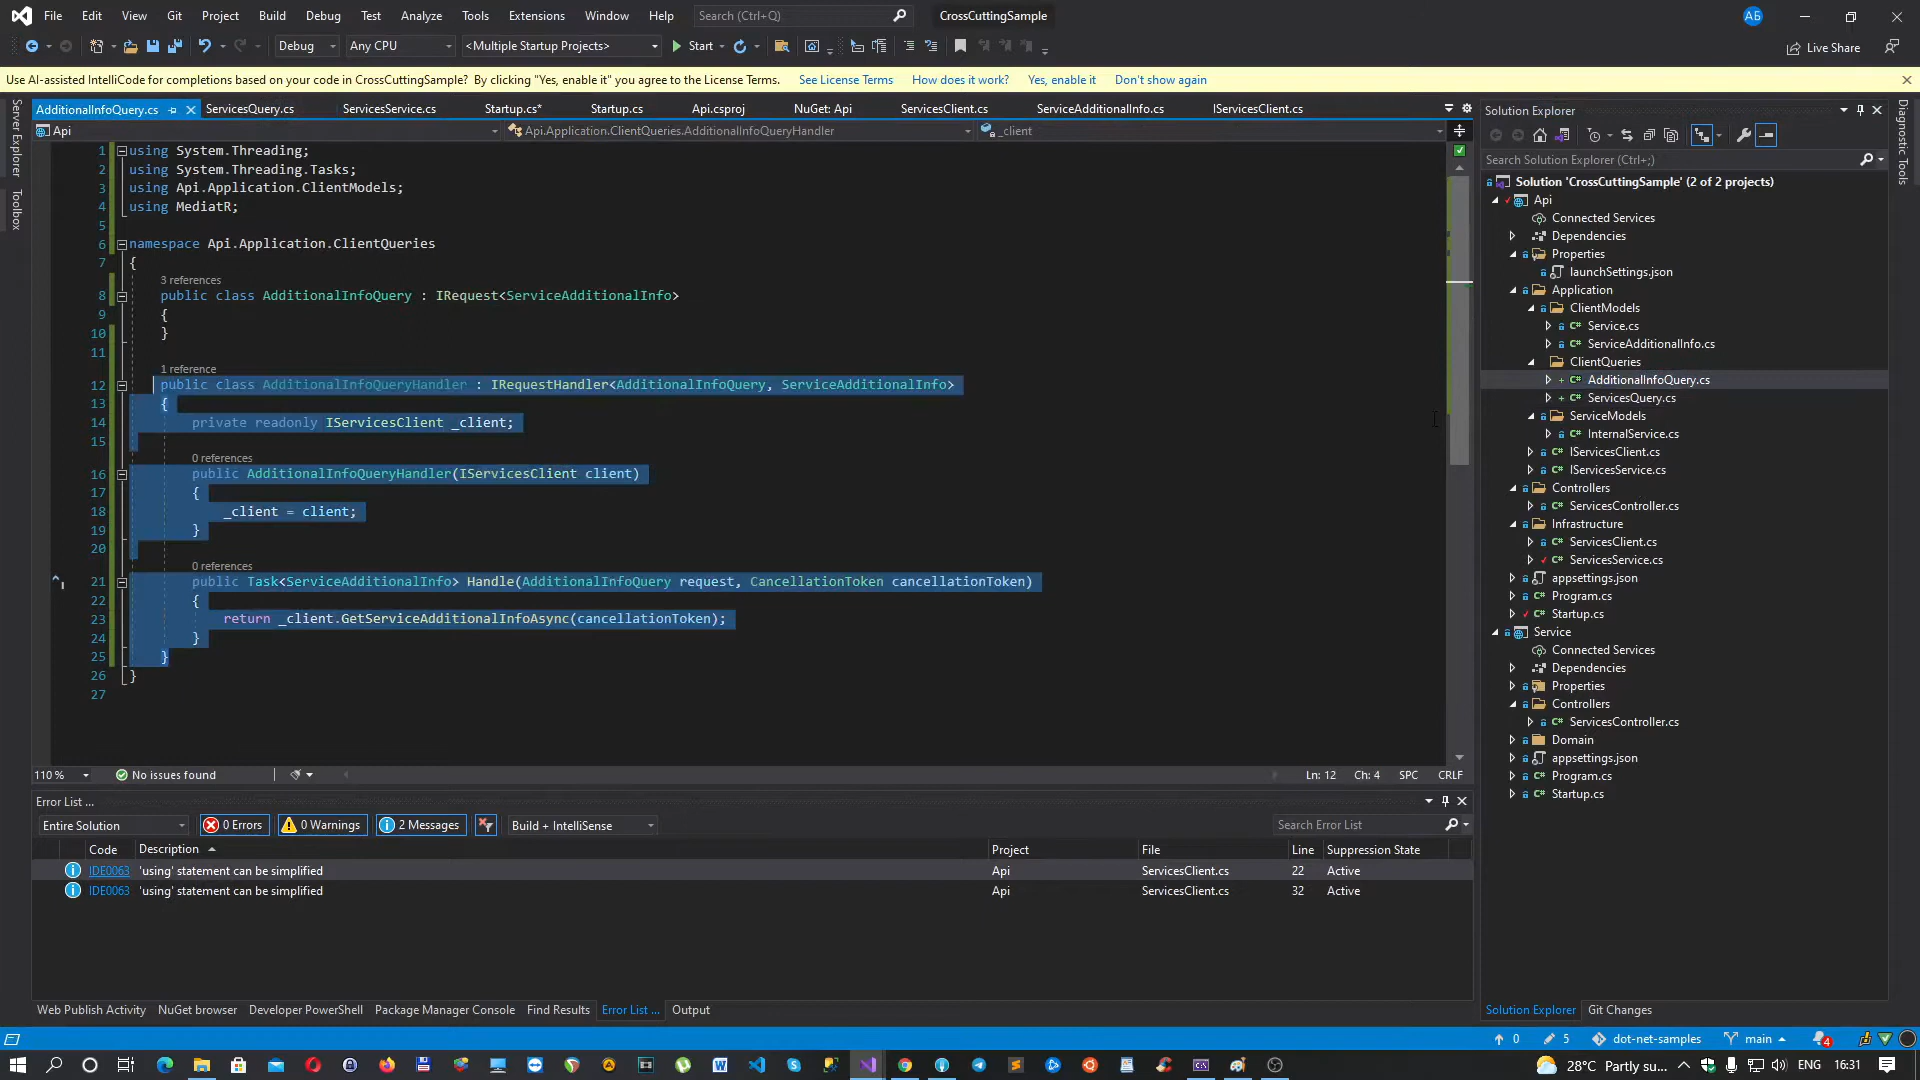 File Edit View Git Project Build Debug Test Analyze Tools Extensions Window Help Search (Ctrl+Q) CrossCuttingSample АБ
Debug Any CPU <Multiple Startup Projects> Start Live Share
Use AI-assisted IntelliCode for completions based on your code in CrossCuttingSample? By clicking "Yes, enable it" you agree to the License Terms. See License Terms How does it work? Yes, enable it Don't show again
Server Explorer
Toolbox
AdditionalInfoQuery.cs ServicesQuery.cs ServicesService.cs Startup.cs* Startup.cs Api.csproj NuGet: Api ServicesClient.cs ServiceAdditionalInfo.cs IServicesClient.cs
Api Api.Application.ClientQueries.AdditionalInfoQueryHandler _client
1 using System.Threading;
2 using System.Threading.Tasks;
3 using Api.Application.ClientModels;
4 using MediatR;
5
6 namespace Api.Application.ClientQueries
7 {
3 references
8 public class AdditionalInfoQuery : IRequest<ServiceAdditionalInfo>
9 {
10 }
11
1 reference
12 public class AdditionalInfoQueryHandler : IRequestHandler<AdditionalInfoQuery, ServiceAdditionalInfo>
13 {
14 private readonly IServicesClient _client;
15
0 references
16 public AdditionalInfoQueryHandler(IServicesClient client)
17 {
18 _client = client;
19 }
20
0 references
21 public Task<ServiceAdditionalInfo> Handle(AdditionalInfoQuery request, CancellationToken cancellationToken)
22 {
23 return _client.GetServiceAdditionalInfoAsync(cancellationToken);
24 }
25 }
26 }
27
110 % No issues found Ln: 12 Ch: 4 SPC CRLF
Error List ...
Entire Solution 0 Errors 0 Warnings 2 Messages Build + IntelliSense Search Error List
Code Description Project File Line Suppression State
IDE0063 'using' statement can be simplified Api ServicesClient.cs 22 Active
IDE0063 'using' statement can be simplified Api ServicesClient.cs 32 Active
Web Publish Activity NuGet browser Developer PowerShell Package Manager Console Find Results Error List ... Output
Solution Explorer
Search Solution Explorer (Ctrl+;)
Solution 'CrossCuttingSample' (2 of 2 projects)
Api
Connected Services
Dependencies
Properties
launchSettings.json
Application
ClientModels
Service.cs
ServiceAdditionalInfo.cs
ClientQueries
AdditionalInfoQuery.cs
ServicesQuery.cs
ServiceModels
InternalService.cs
IServicesClient.cs
IServicesService.cs
Controllers
ServicesController.cs
Infrastructure
ServicesClient.cs
ServicesService.cs
appsettings.json
Program.cs
Startup.cs
Service
Connected Services
Dependencies
Properties
Controllers
ServicesController.cs
Domain
appsettings.json
Program.cs
Startup.cs
Solution Explorer Git Changes
Diagnostic Tools
0 5 dot-net-samples main 4
28°C Partly su... ENG 16:31